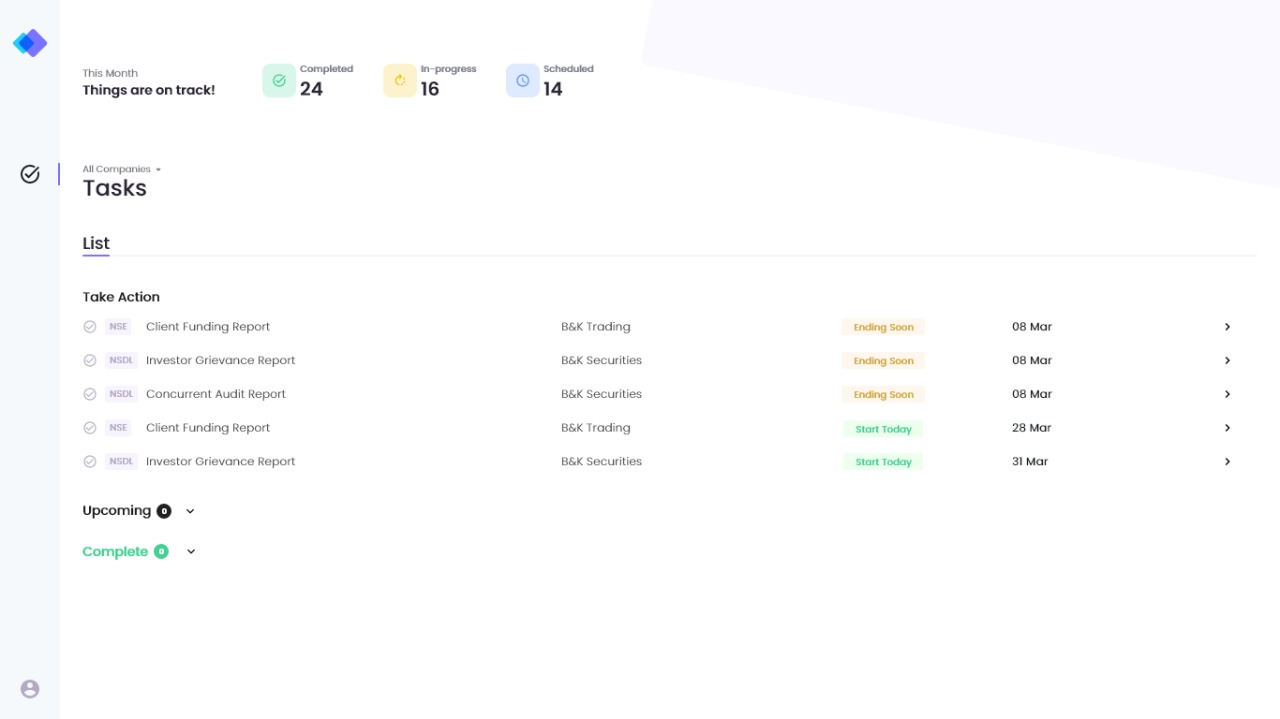 This Month
Things are on track!
Completed
24
In-progress
16
Scheduled
14
All Companies
Tasks
List
Take Action
NSE Client Funding Report B&K Trading Ending Soon 08 Mar
NSDL Investor Grievance Report B&K Securities Ending Soon 08 Mar
NSDL Concurrent Audit Report B&K Securities Ending Soon 08 Mar
NSE Client Funding Report B&K Trading Start Today 28 Mar
NSDL Investor Grievance Report B&K Securities Start Today 31 Mar
Upcoming 0
Complete 0